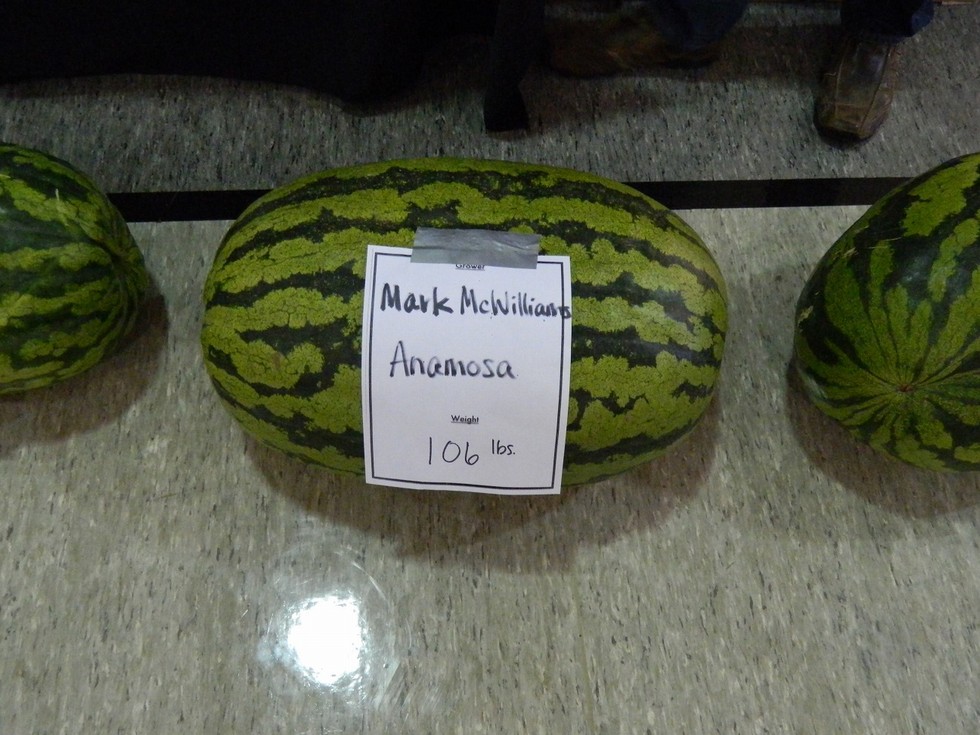 Grower
Mark McWilliams
Anamosa
Weight
106 lbs.